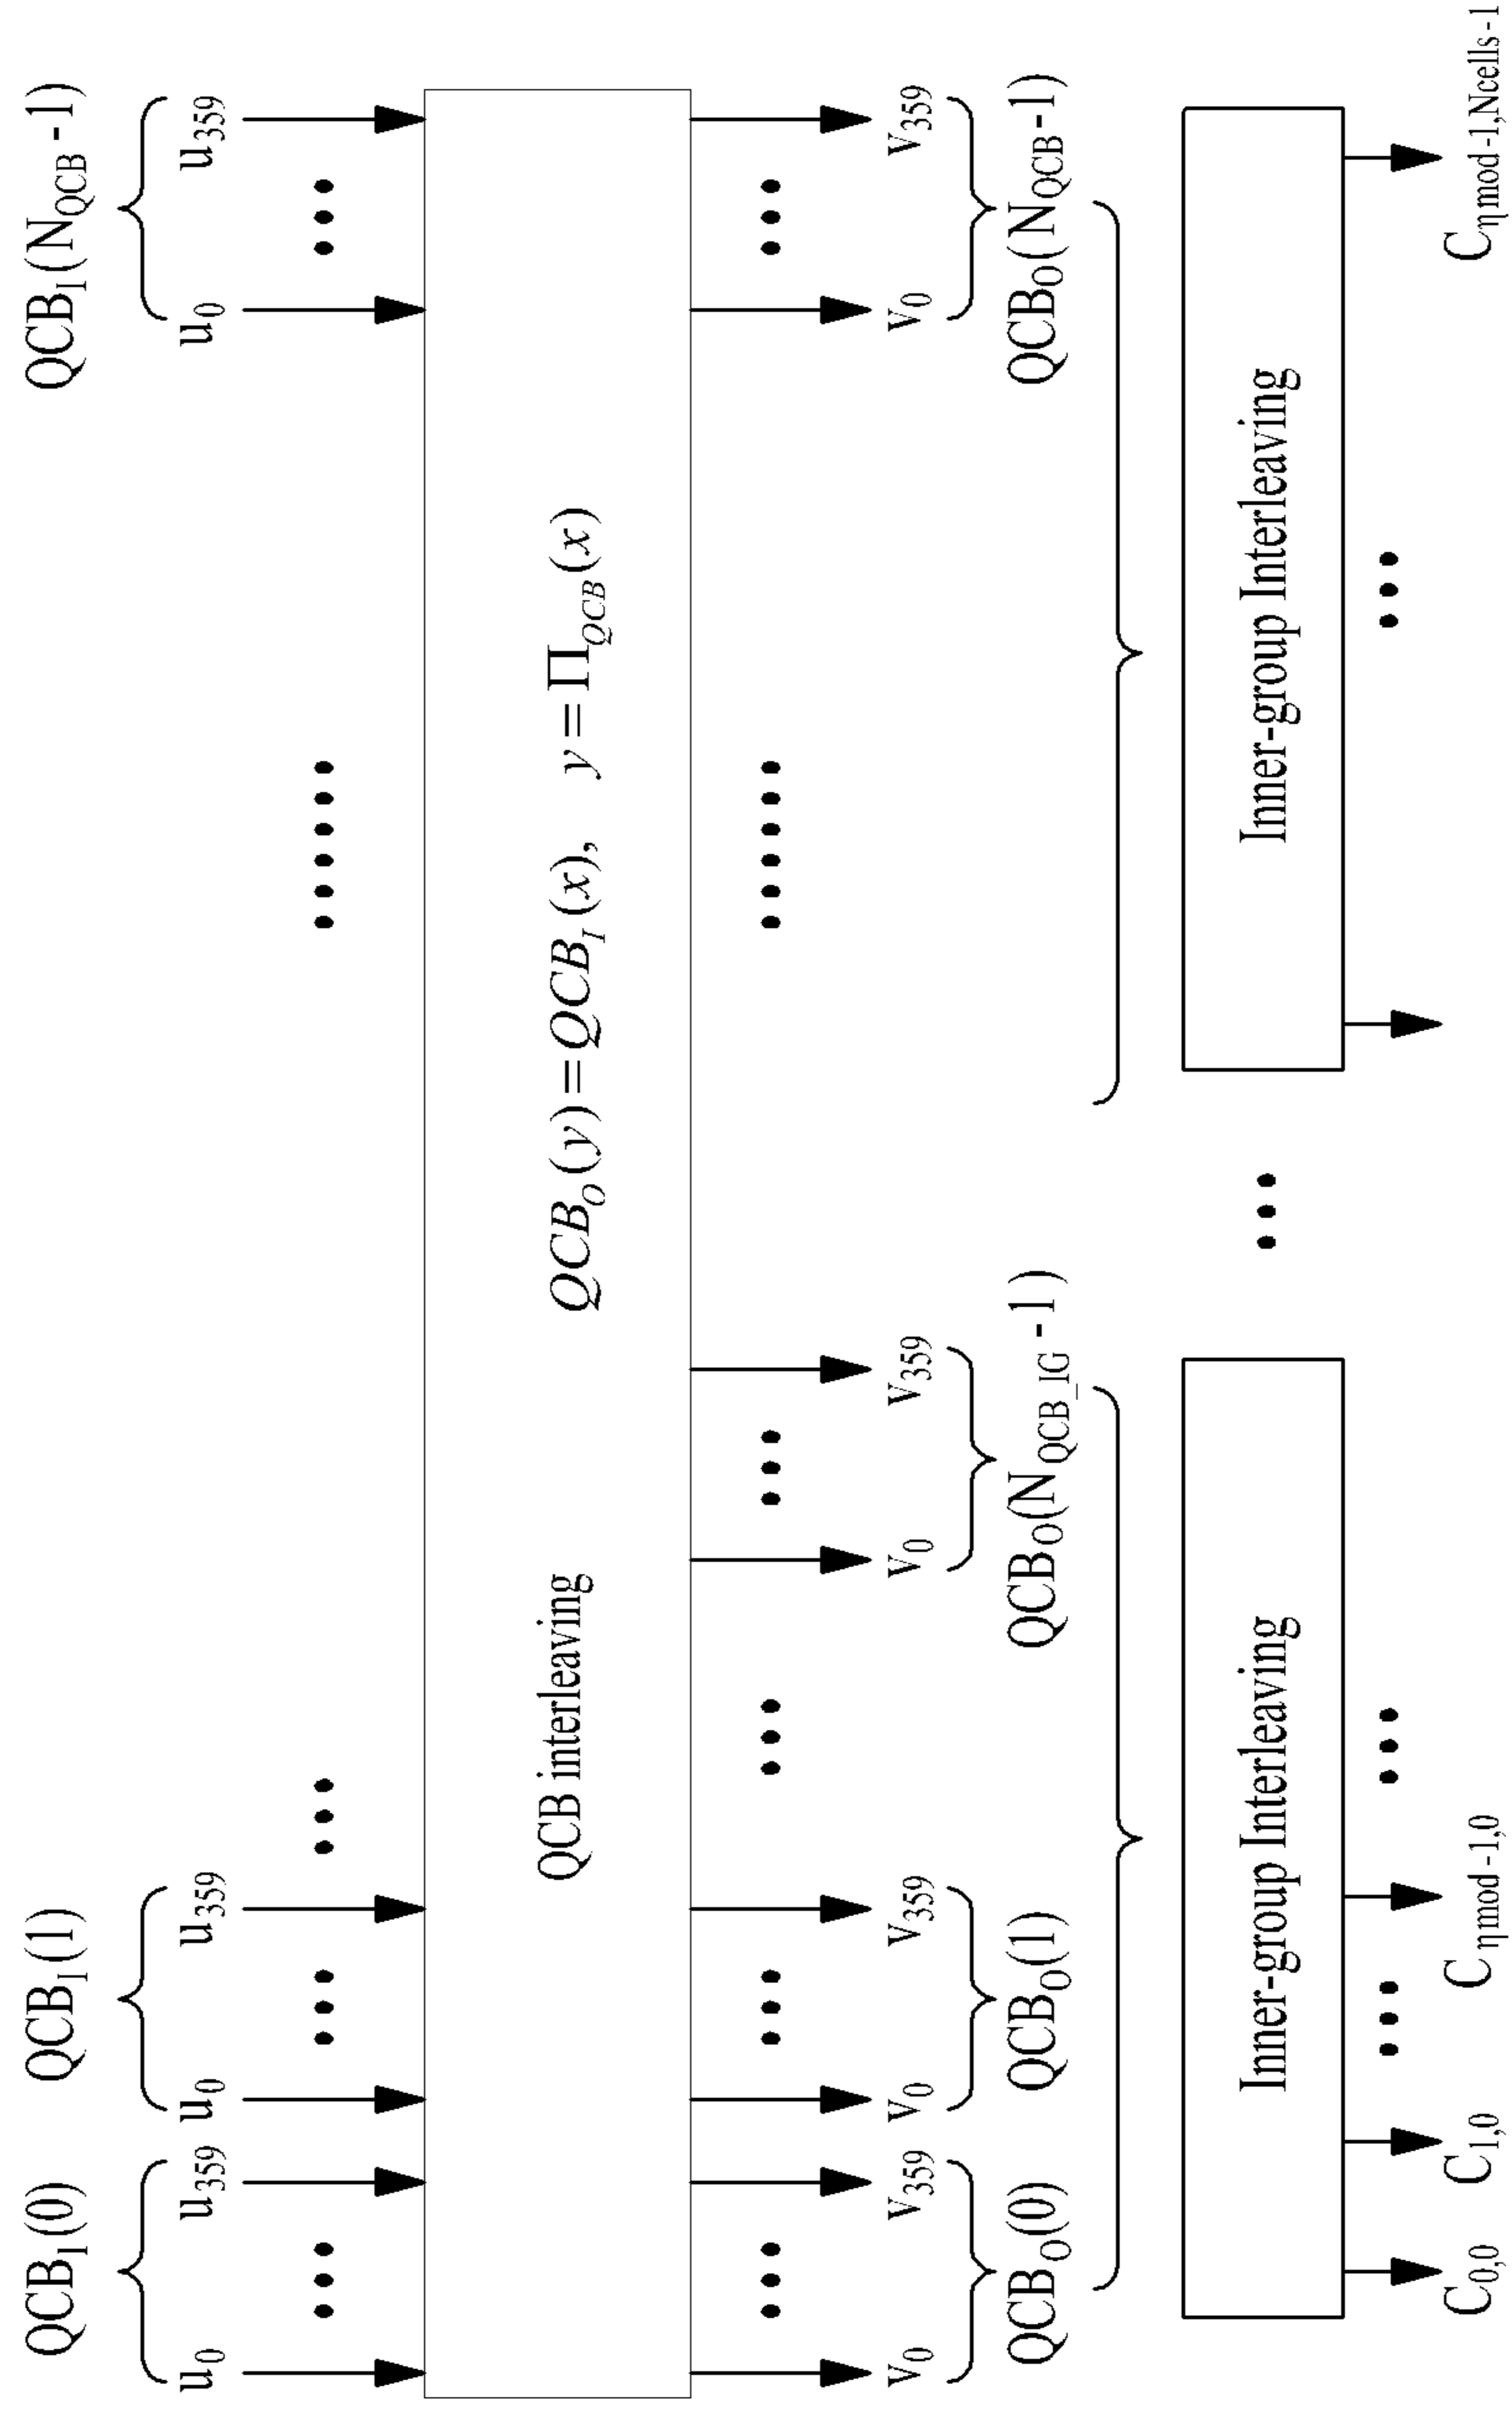 QCB_I(0) QCB_I(1) QCB_I(N_QCB-1)
u_0 ••• u_359 u_0 ••• u_359 ••• •••••• u_0 ••• u_359
QCB interleaving QCB_O(y)=QCB_I(x), y=Π_QCB(x)
••• ••• ••• ••• •••••• •••
v_0 v_359 v_0 v_359 v_0 v_359 v_0 v_359
QCB_O(0) QCB_O(1) QCB_O(N_QCB_IG-1) QCB_O(N_QCB-1)
Inner-group Interleaving ••• Inner-group Interleaving
••• ••• •••
C_0,0 C_1,0 C_ηmod-1,0 C_ηmod-1,Ncells-1